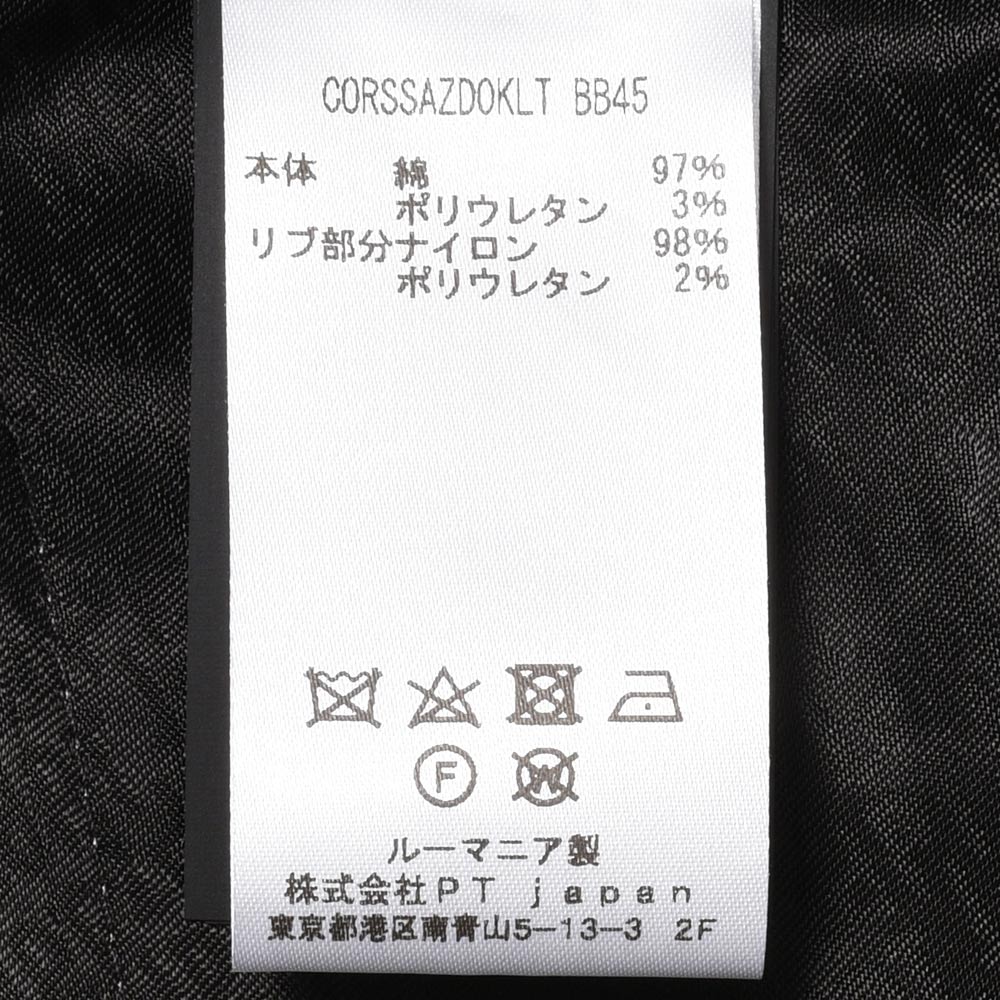 CORSSAZDOKLT BB45
本体 綿 97%
ポリウレタン 3%
リブ部分ナイロン 98%
ポリウレタン 2%
F W
ルーマニア製
株式会社PT japan
東京都港区南青山5-13-3 2F